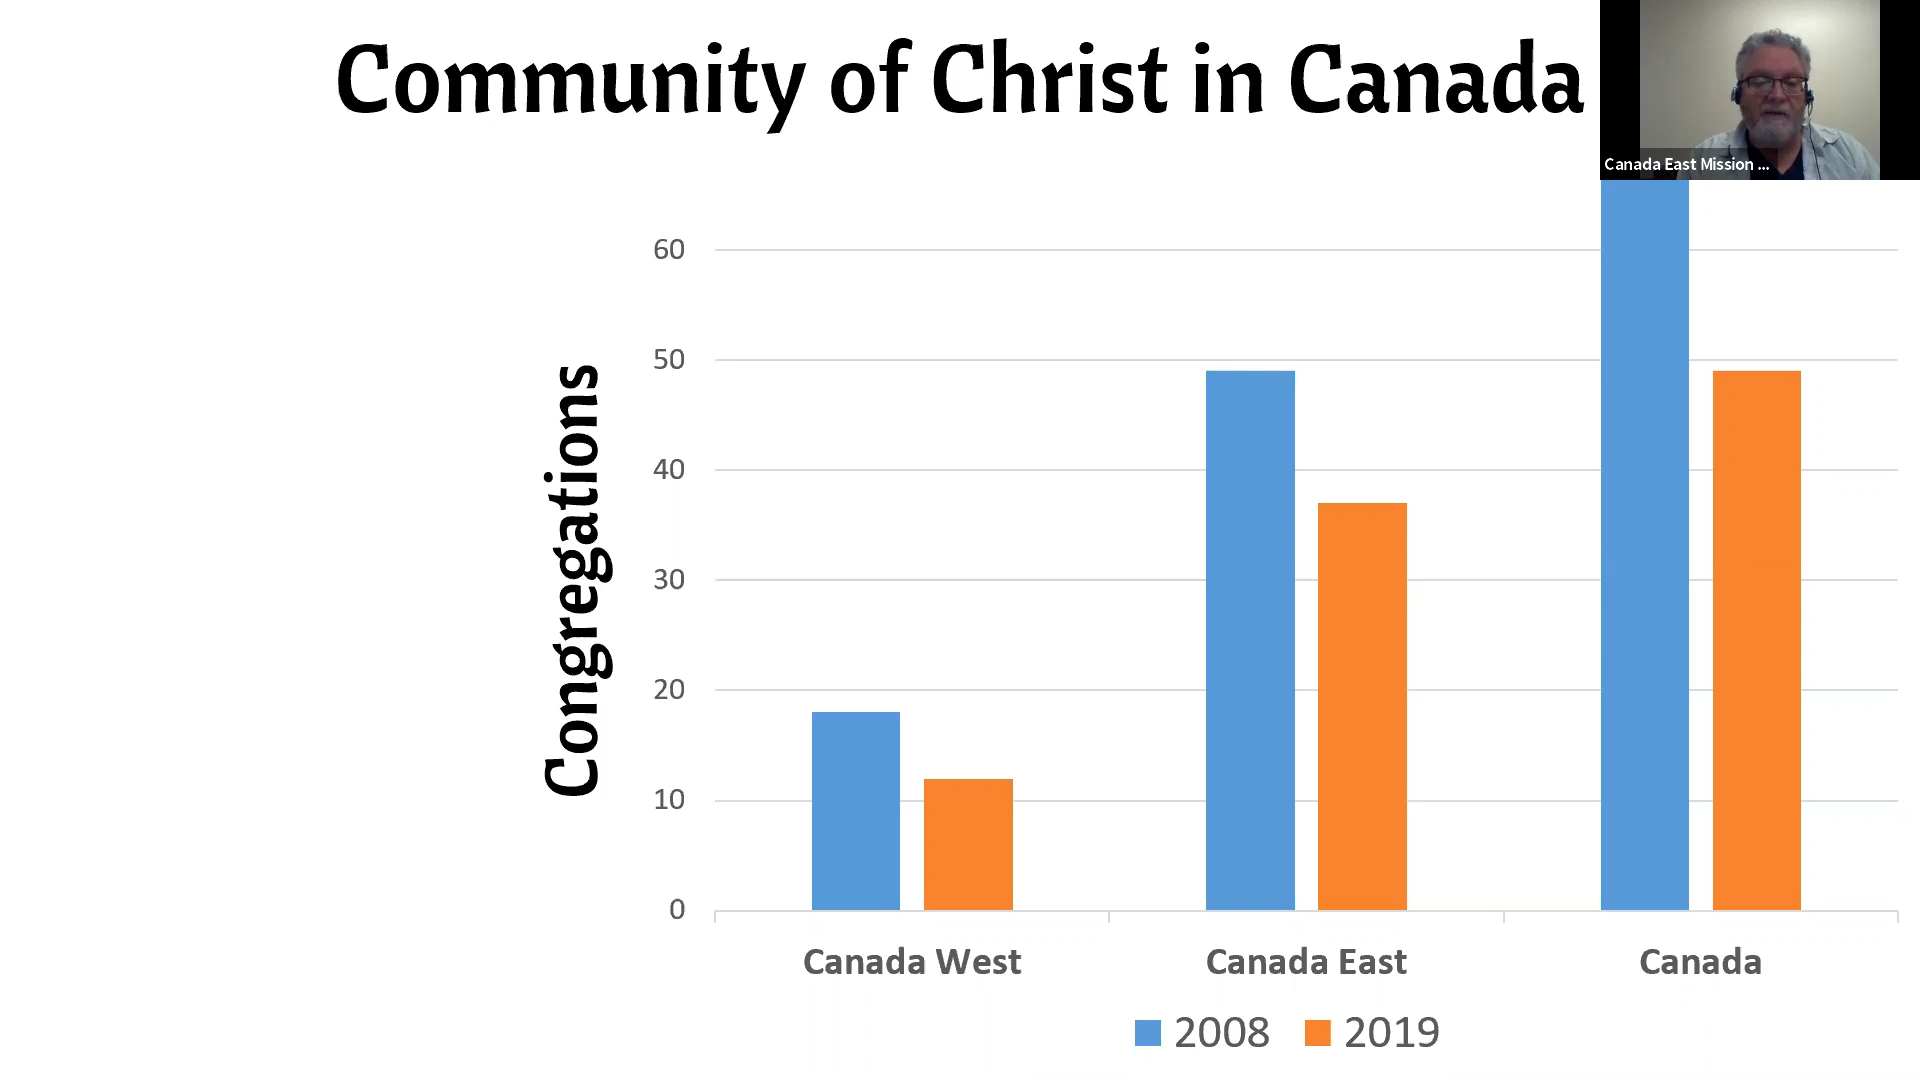 Community of Christ in Canada
Canada East Mission ...
Congregations
60
50
40
30
20
10
0
Canada West
Canada East
Canada
2008
2019